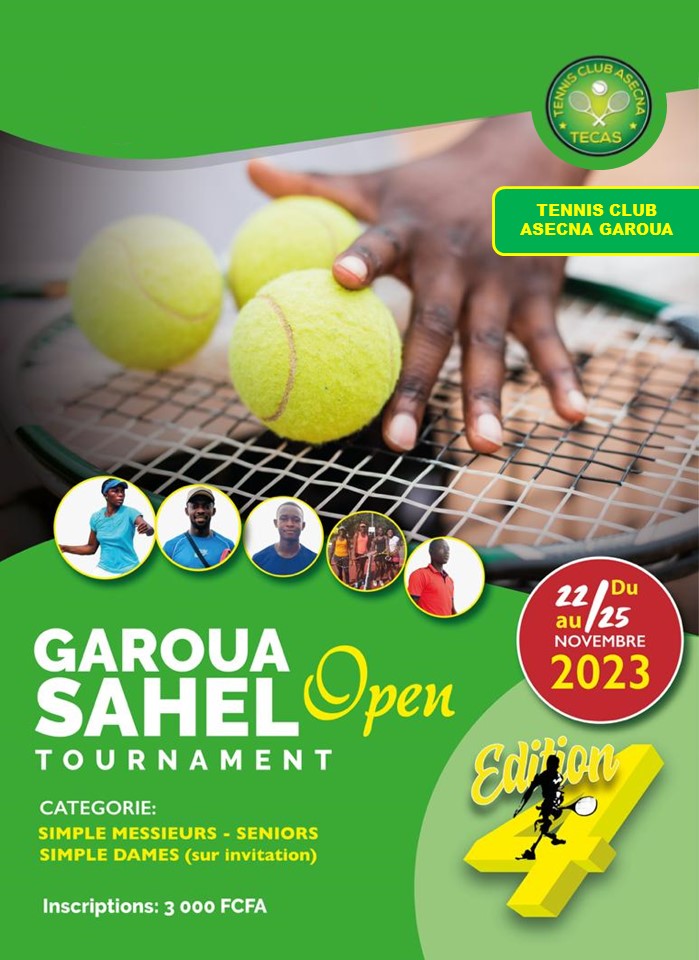 TENNIS CLUB ASECNA
TECAS
TENNIS CLUB
ASECNA GAROUA
Du
22/25
au
NOVEMBRE
2023
GAROUA
SAHEL Open
TOURNAMENT
Edition
4
CATEGORIE:
SIMPLE MESSIEURS - SENIORS
SIMPLE DAMES (sur invitation)
Inscriptions: 3 000 FCFA